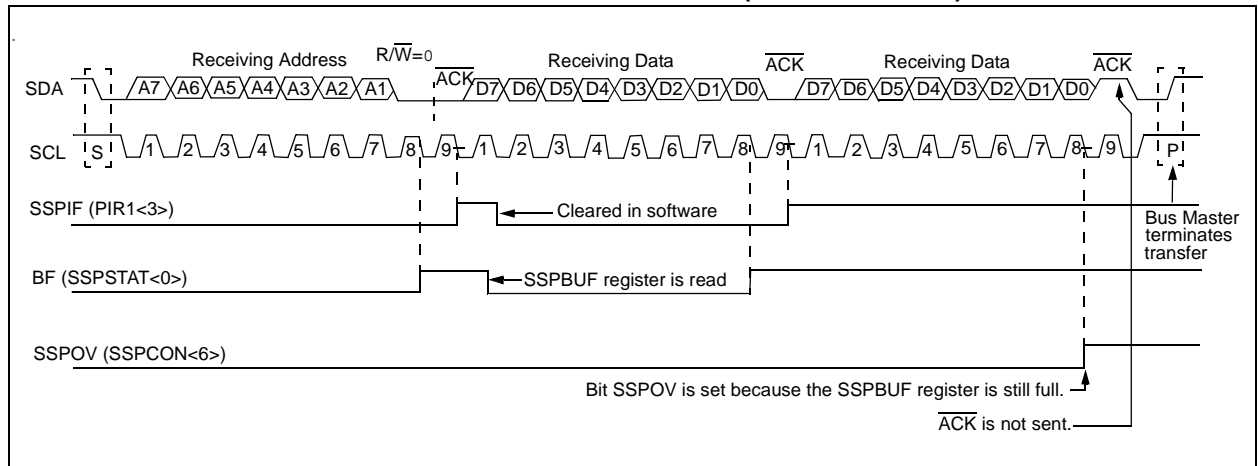 Receiving Address R/W=0 ACK Receiving Data ACK Receiving Data ACK
SDA A7 A6 A5 A4 A3 A2 A1 D7 D6 D5 D4 D3 D2 D1 D0 D7 D6 D5 D4 D3 D2 D1 D0
SCL S 1 2 3 4 5 6 7 8 9 1 2 3 4 5 6 7 8 9 1 2 3 4 5 6 7 8 9 P
SSPIF (PIR1<3>)
Cleared in software
Bus Master
terminates
transfer
BF (SSPSTAT<0>)
SSPBUF register is read
SSPOV (SSPCON<6>)
Bit SSPOV is set because the SSPBUF register is still full.
ACK is not sent.